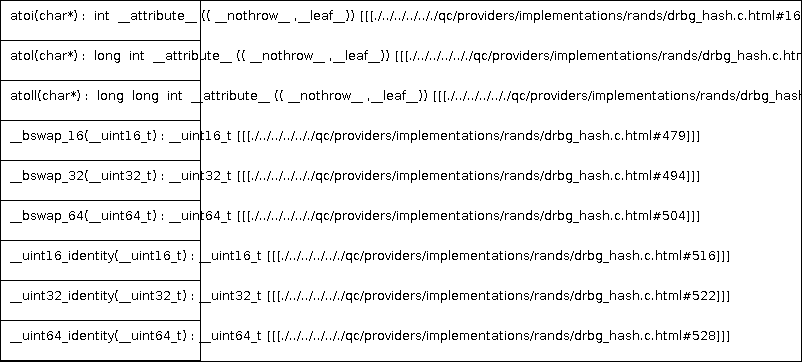 atoi(char*) : int __attribute__ (( __nothrow__ ,__leaf__)) [[[./../../../../../qc/providers/implementations/rands/drbg_hash.c.html#16
atol(char*) : long int __attribute__ (( __nothrow__ ,__leaf__)) [[[./../../../../../qc/providers/implementations/rands/drbg_hash.c.htm
atoll(char*) : long long int __attribute__ (( __nothrow__ ,__leaf__)) [[[./../../../../../qc/providers/implementations/rands/drbg_hash
__bswap_16(__uint16_t) : __uint16_t [[[./../../../../../qc/providers/implementations/rands/drbg_hash.c.html#479]]]
__bswap_32(__uint32_t) : __uint32_t [[[./../../../../../qc/providers/implementations/rands/drbg_hash.c.html#494]]]
__bswap_64(__uint64_t) : __uint64_t [[[./../../../../../qc/providers/implementations/rands/drbg_hash.c.html#504]]]
__uint16_identity(__uint16_t) : __uint16_t [[[./../../../../../qc/providers/implementations/rands/drbg_hash.c.html#516]]]
__uint32_identity(__uint32_t) : __uint32_t [[[./../../../../../qc/providers/implementations/rands/drbg_hash.c.html#522]]]
__uint64_identity(__uint64_t) : __uint64_t [[[./../../../../../qc/providers/implementations/rands/drbg_hash.c.html#528]]]